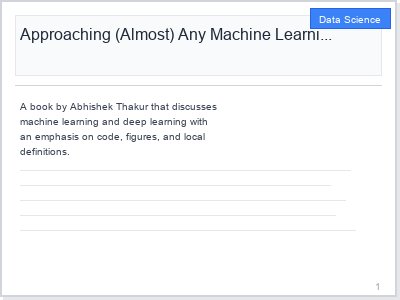 Data Science
Approaching (Almost) Any Machine Learni...
A book by Abhishek Thakur that discusses
machine learning and deep learning with
an emphasis on code, figures, and local
definitions.
1